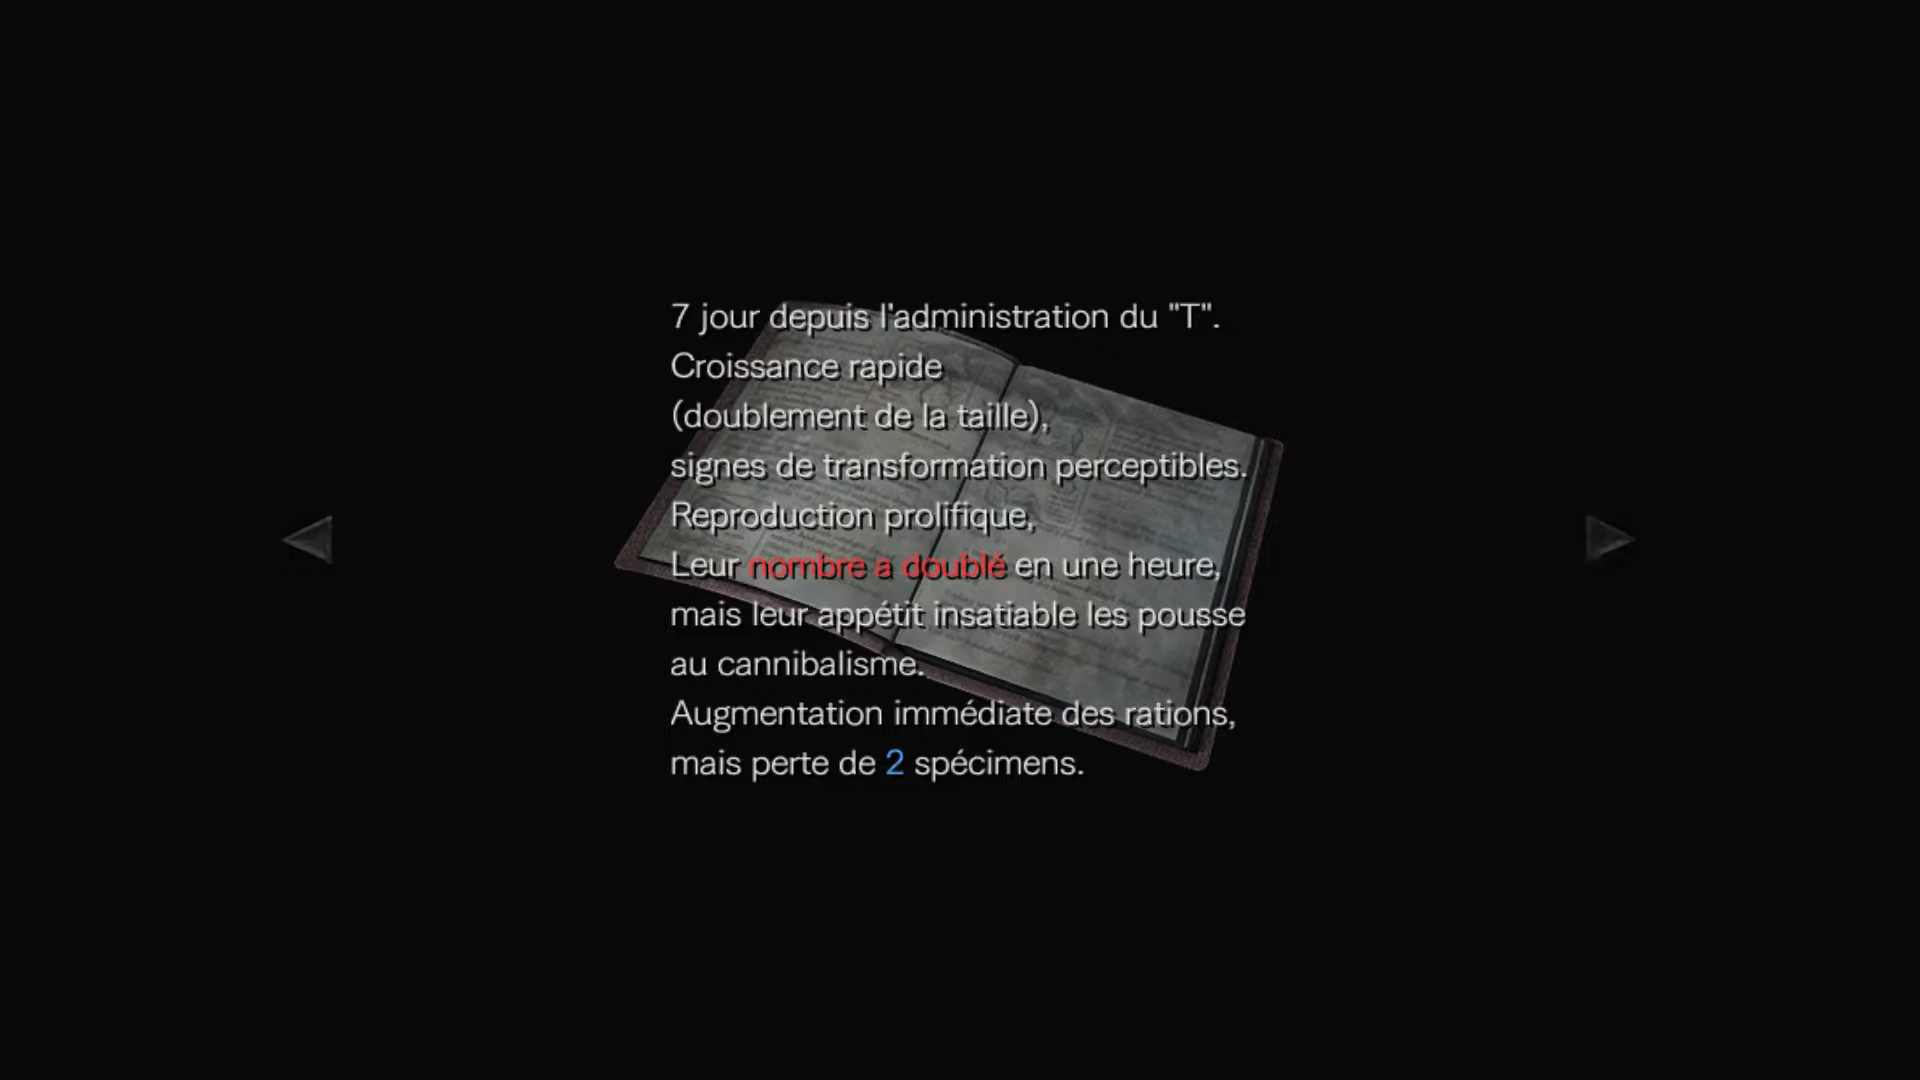 7 jour depuis l'administration du "T".
Croissance rapide
(doublement de la taille),
signes de transformation perceptibles.
Reproduction prolifique,
Leur nombre a doublé en une heure,
mais leur appétit insatiable les pousse
au cannibalisme.
Augmentation immédiate des rations,
mais perte de 2 spécimens.